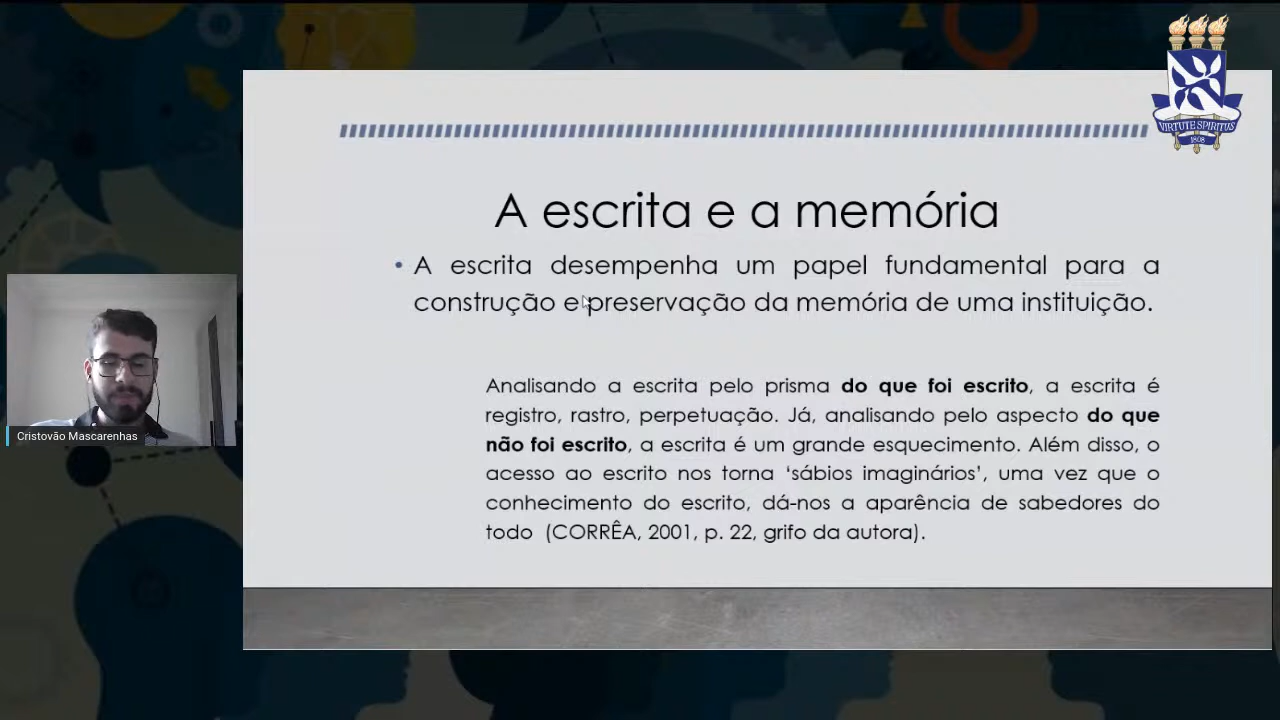 VIRTUTE SPIRITUS
1808
A escrita e a memória
• A escrita desempenha um papel fundamental para a
construção e preservação da memória de uma instituição.
Analisando a escrita pelo prisma do que foi escrito, a escrita é
registro, rastro, perpetuação. Já, analisando pelo aspecto do que
não foi escrito, a escrita é um grande esquecimento. Além disso, o
acesso ao escrito nos torna ‘sábios imaginários’, uma vez que o
conhecimento do escrito, dá-nos a aparência de sabedores do
todo (CORRÊA, 2001, p. 22, grifo da autora).
Cristovão Mascarenhas